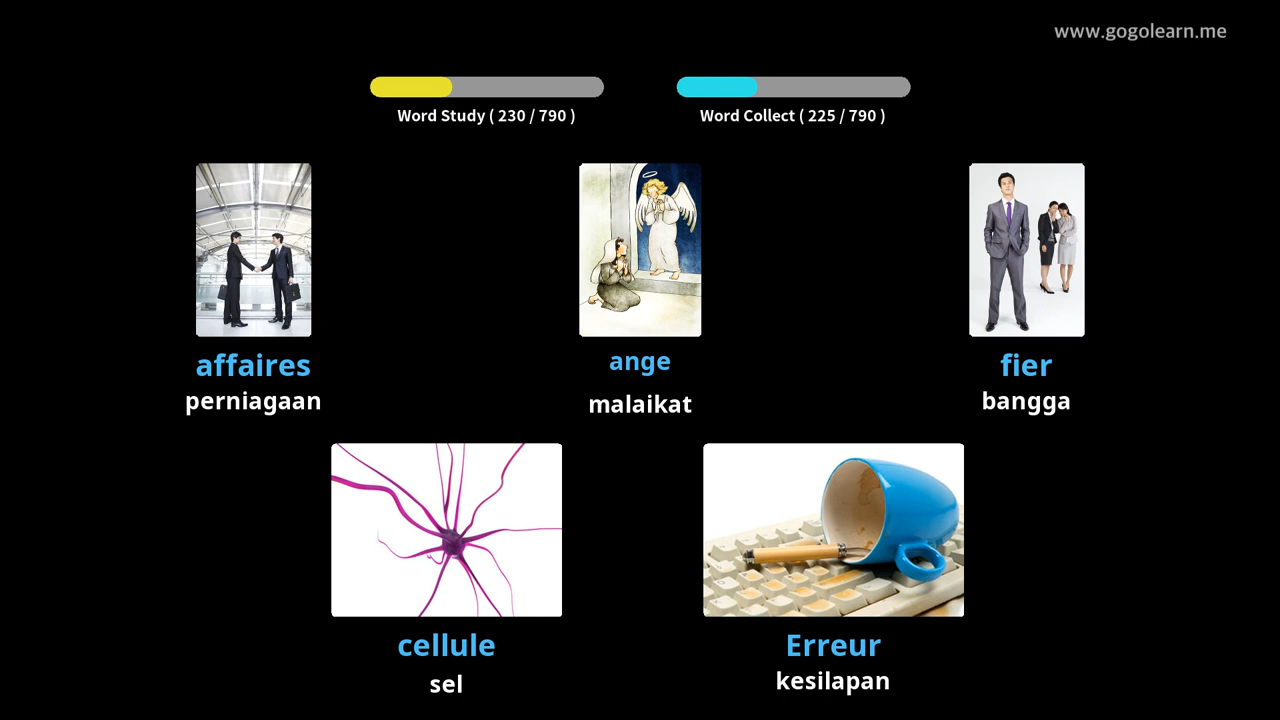 www.gogolearn.me
Word Study ( 230 / 790 )
Word Collect ( 225 / 790 )
affaires
perniagaan
ange
malaikat
fier
bangga
cellule
sel
Erreur
kesilapan